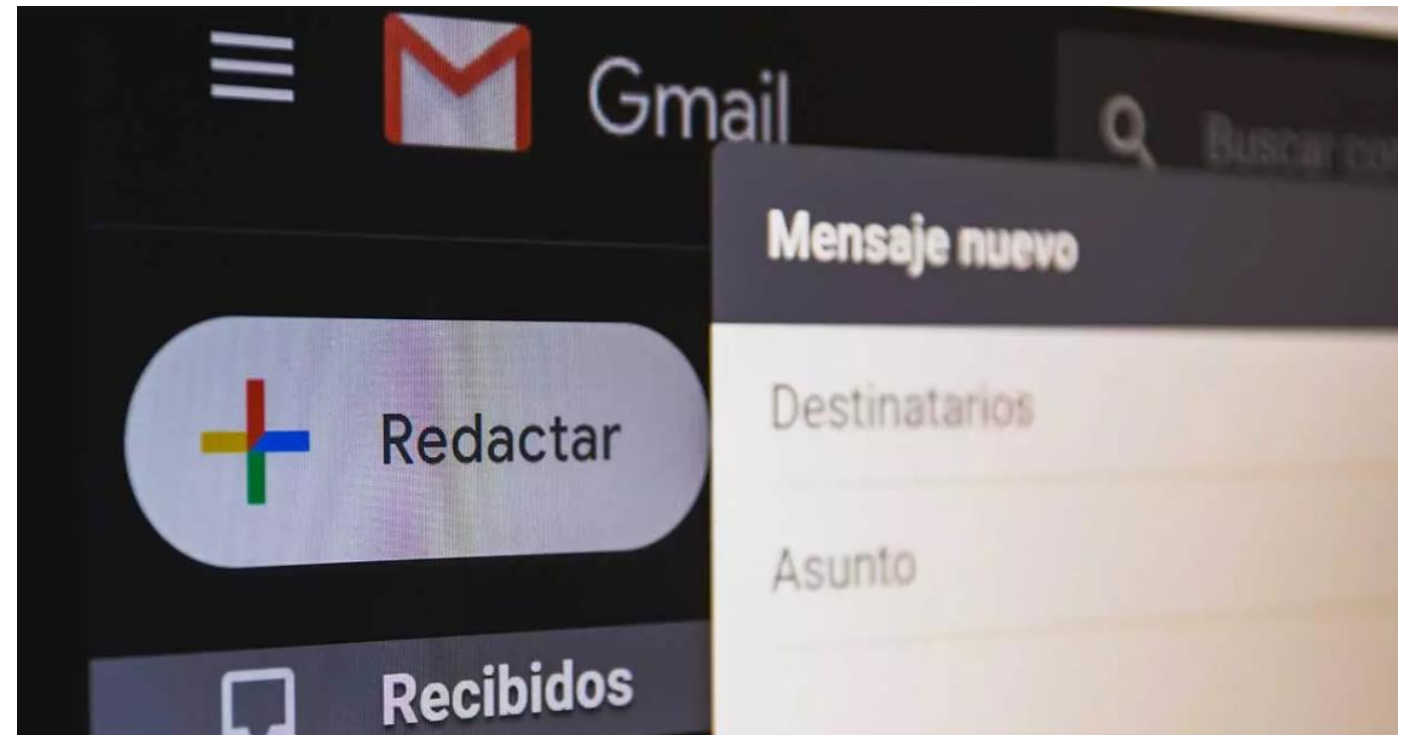 Gmail
Buscar
Mensaje nuevo
Destinatarios
Redactar
Asunto
Recibidos